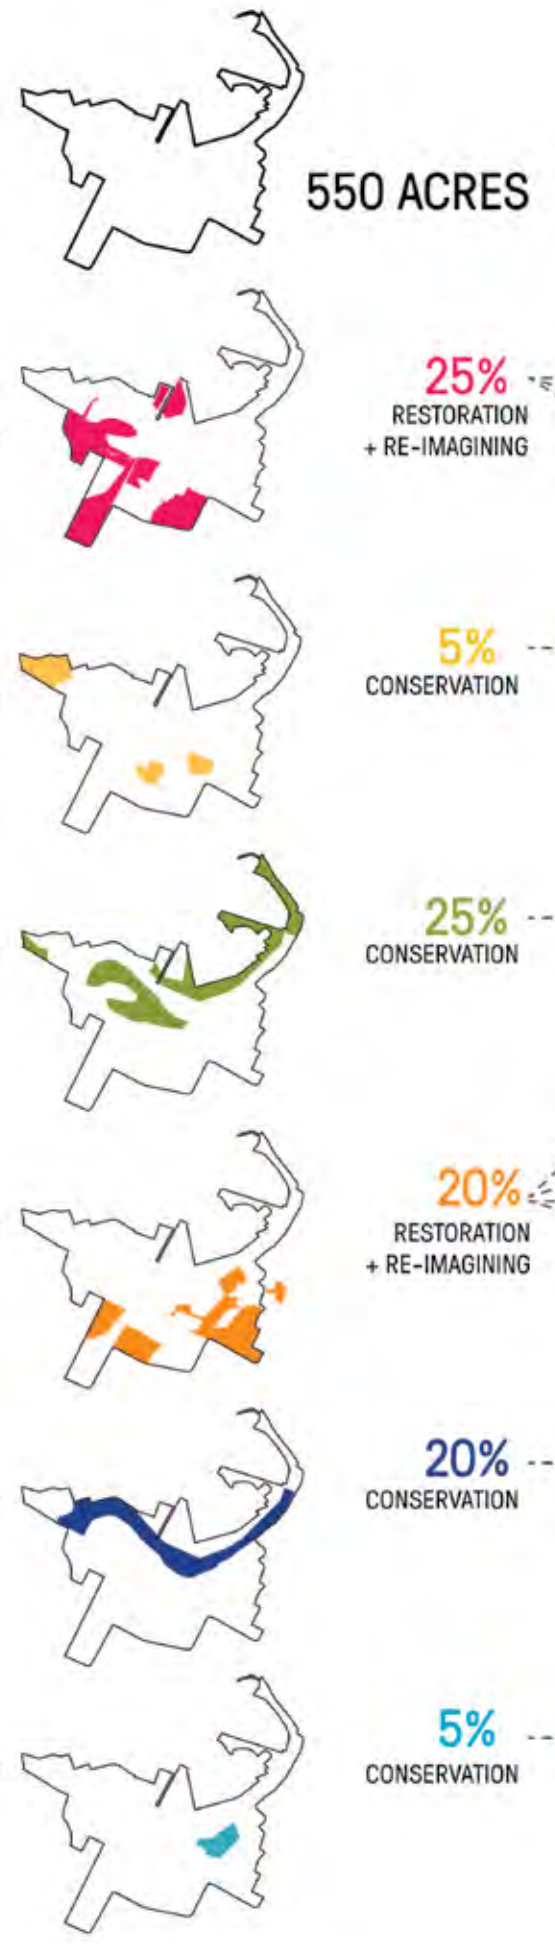 550 ACRES
25%
RESTORATION
+ RE-IMAGINING
5%
CONSERVATION
25%
CONSERVATION
20%
RESTORATION
+ RE-IMAGINING
20%
CONSERVATION
5%
CONSERVATION